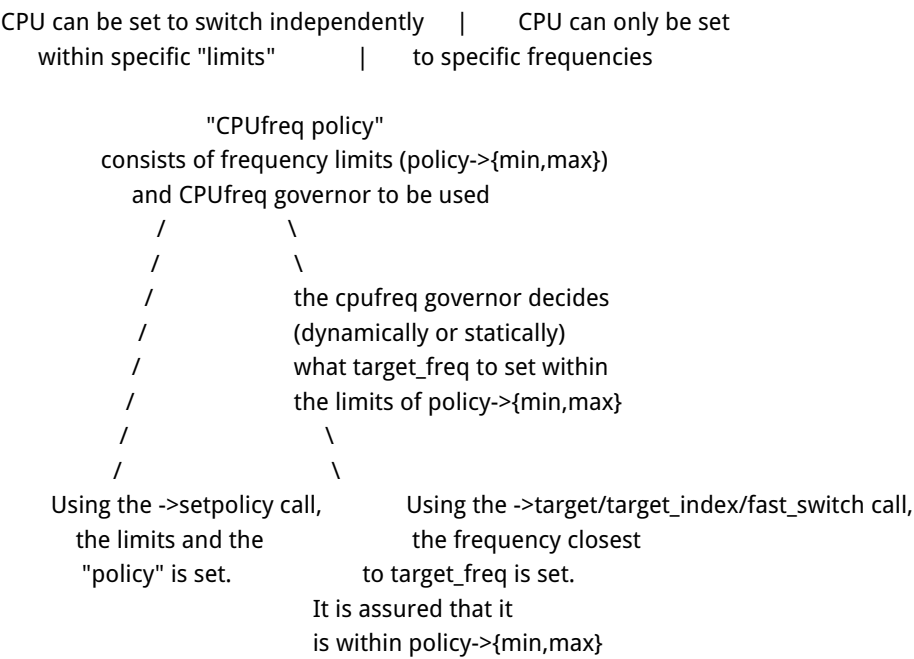 CPU can be set to switch independently | CPU can only be set
within specific "limits" | to specific frequencies
"CPUfreq policy"
consists of frequency limits (policy->{min,max})
and CPUfreq governor to be used
/ \
/ \
/ the cpufreq governor decides
/ (dynamically or statically)
/ what target_freq to set within
/ the limits of policy->{min,max}
/ \
/ \
Using the ->setpolicy call, Using the ->target/target_index/fast_switch call,
the limits and the the frequency closest
"policy" is set. to target_freq is set.
It is assured that it
is within policy->{min,max}